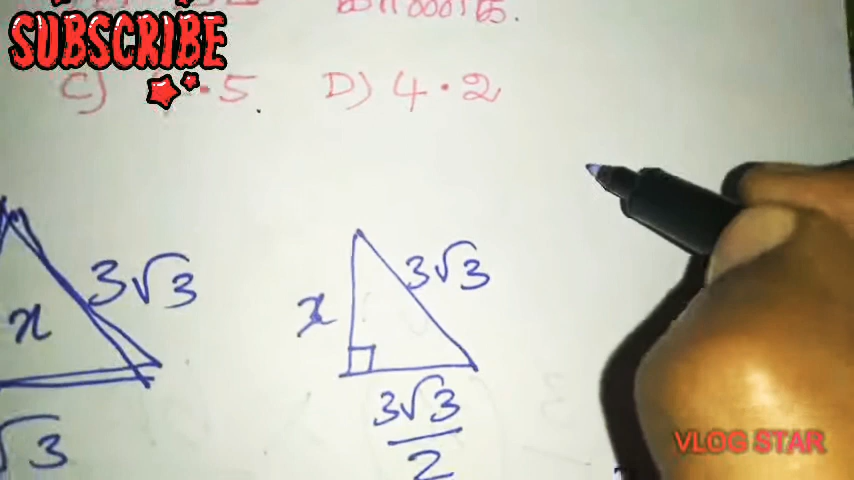 SUBSCRIBE
C) .5 D) 4.2
3√3
x
√3
3√3
x
3√3
2
VLOG STAR